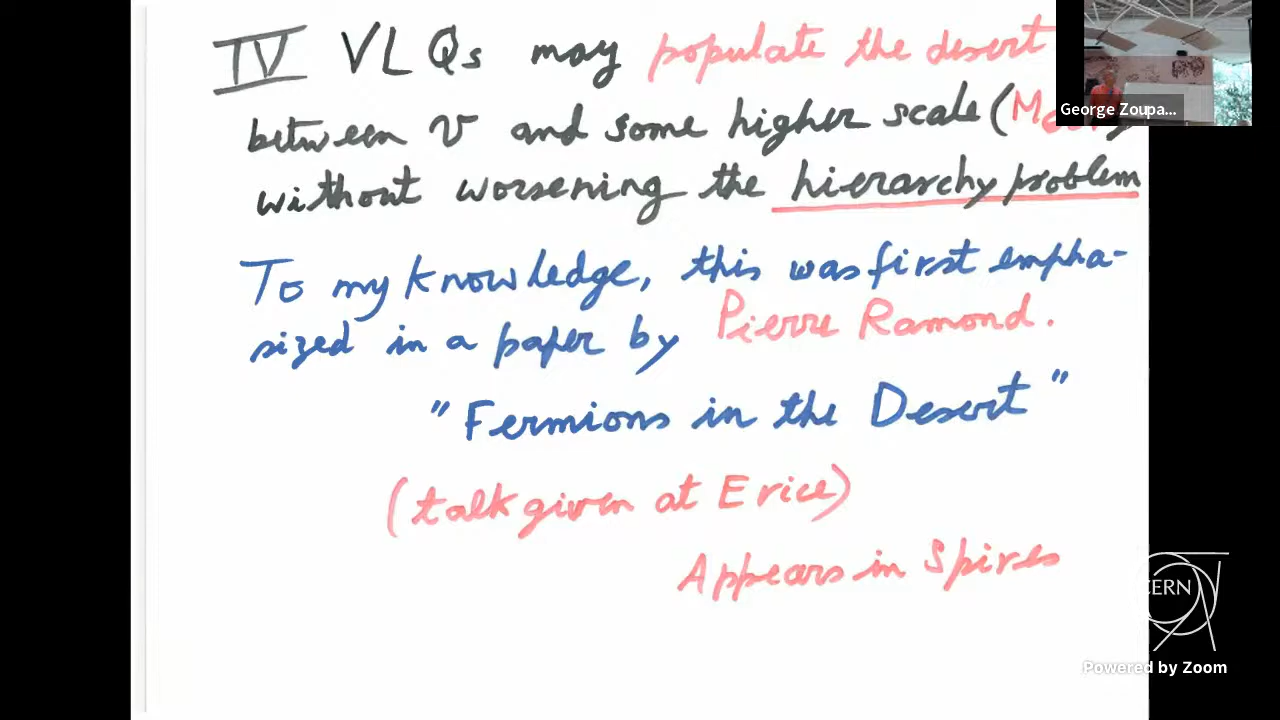 IV VLQs may populate the desert
between v and some higher scale (
without worsening the hierarchy problem
To my knowledge, this was first empha-
sized in a paper by Pierre Ramond.
"Fermions in the Desert"
(talk given at Erice)
Appears in Spires
George Zoupa...
CERN
Powered by Zoom